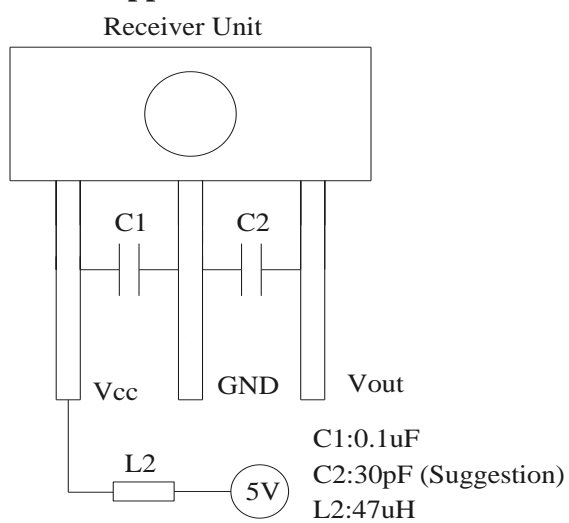 Receiver Unit
C1 C2
Vcc GND Vout
L2 5V
C1:0.1uF
C2:30pF (Suggestion)
L2:47uH